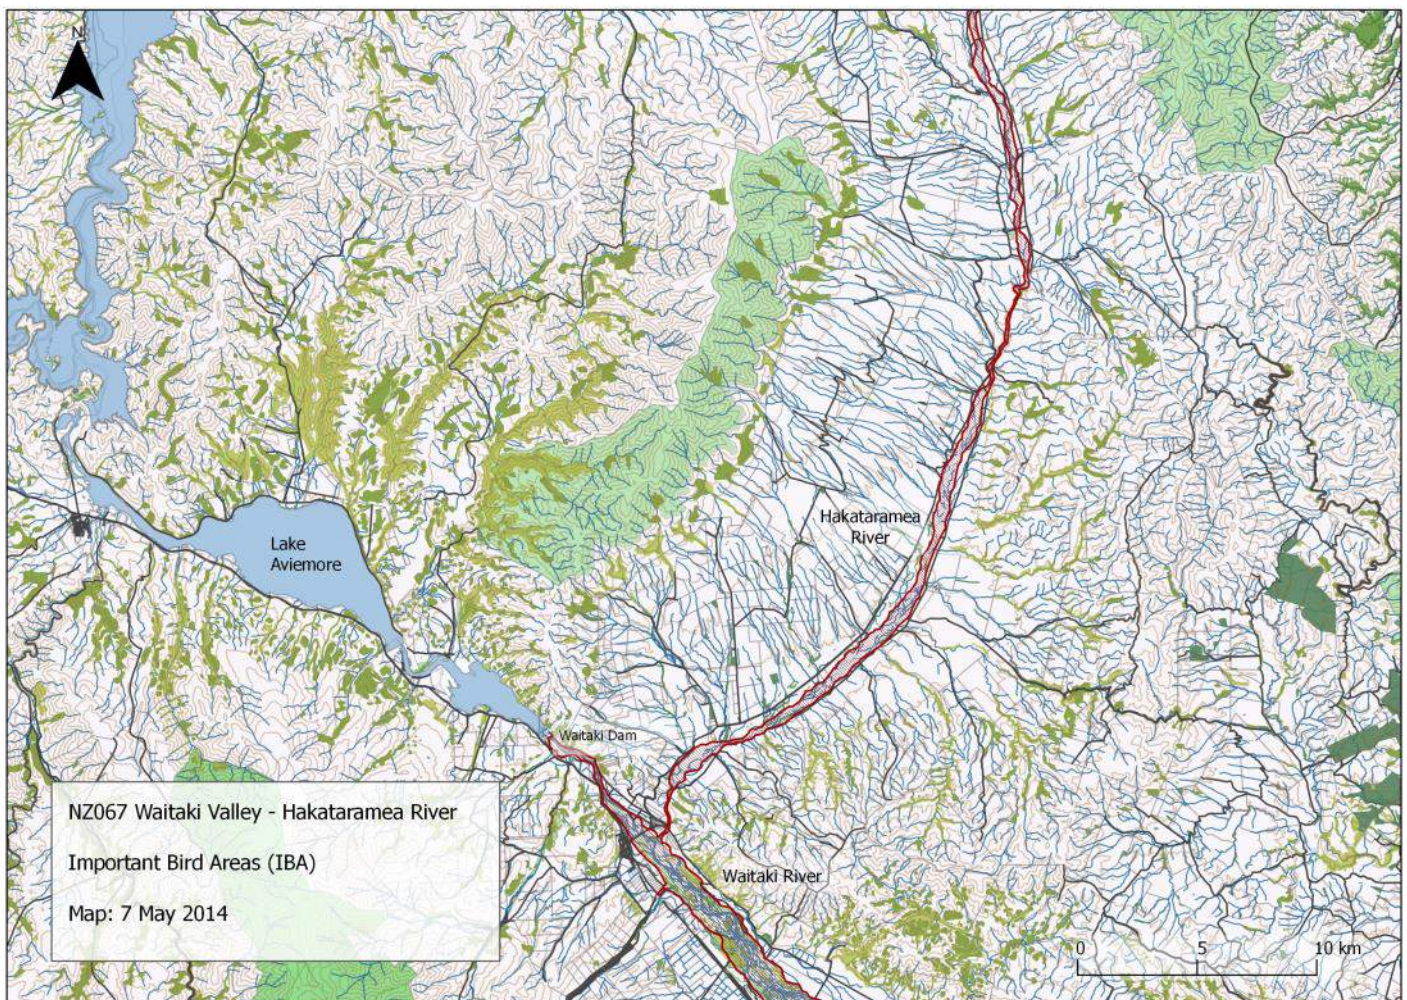 N
Lake
Aviemore
Hakataramea
River
Waitaki Dam
Waitaki River
NZ067 Waitaki Valley - Hakataramea River
Important Bird Areas (IBA)
Map: 7 May 2014
0 5 10 km